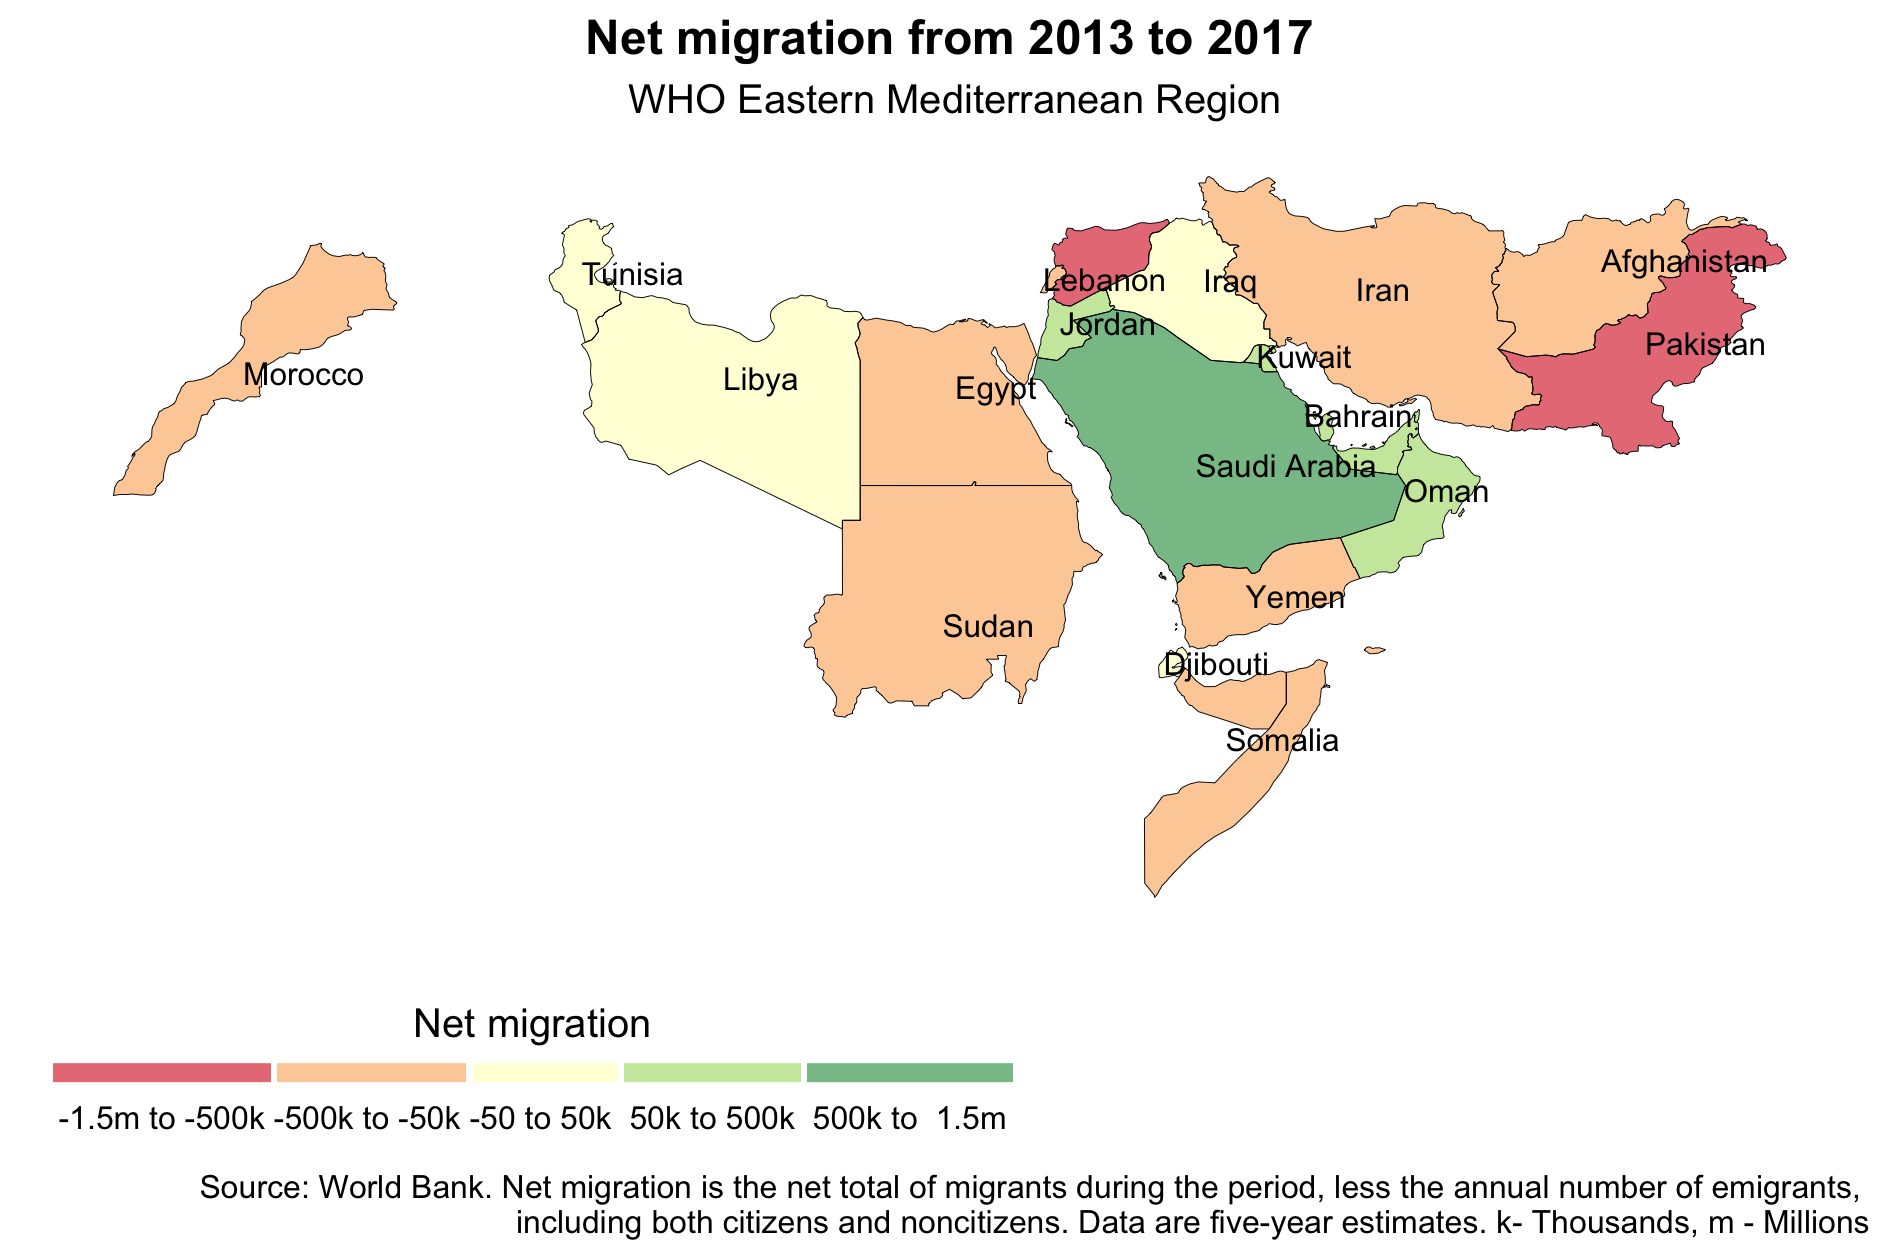 Net migration from 2013 to 2017
WHO Eastern Mediterranean Region
Tunisia
Lebanon
Iraq
Iran
Afghanistan
Morocco
Libya
Egypt
Jordan
Kuwait
Pakistan
Bahrain
Saudi Arabia
Oman
Sudan
Yemen
Djibouti
Somalia
Net migration
-1.5m to -500k -500k to -50k -50 to 50k 50k to 500k 500k to 1.5m
Source: World Bank. Net migration is the net total of migrants during the period, less the annual number of emigrants,
including both citizens and noncitizens. Data are five-year estimates. k- Thousands, m - Millions